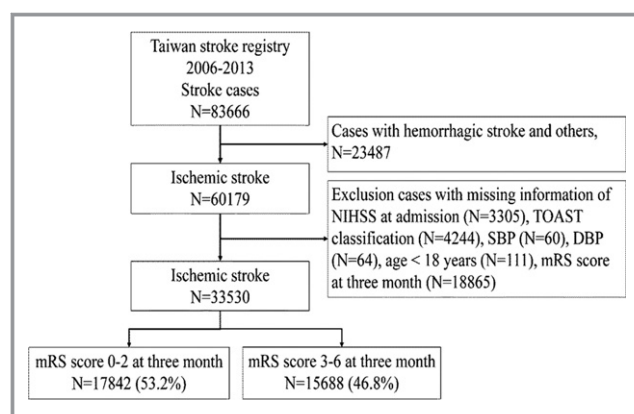 Taiwan stroke registry
2006-2013
Stroke cases
N=83666
Cases with hemorrhagic stroke and others,
N=23487
Ischemic stroke
N=60179
Exclusion cases with missing information of
NIHSS at admission (N=3305), TOAST
classification (N=4244), SBP (N=60), DBP
(N=64), age < 18 years (N=111), mRS score
at three month (N=18865)
Ischemic stroke
N=33530
mRS score 0-2 at three month
N=17842 (53.2%)
mRS score 3-6 at three month
N=15688 (46.8%)